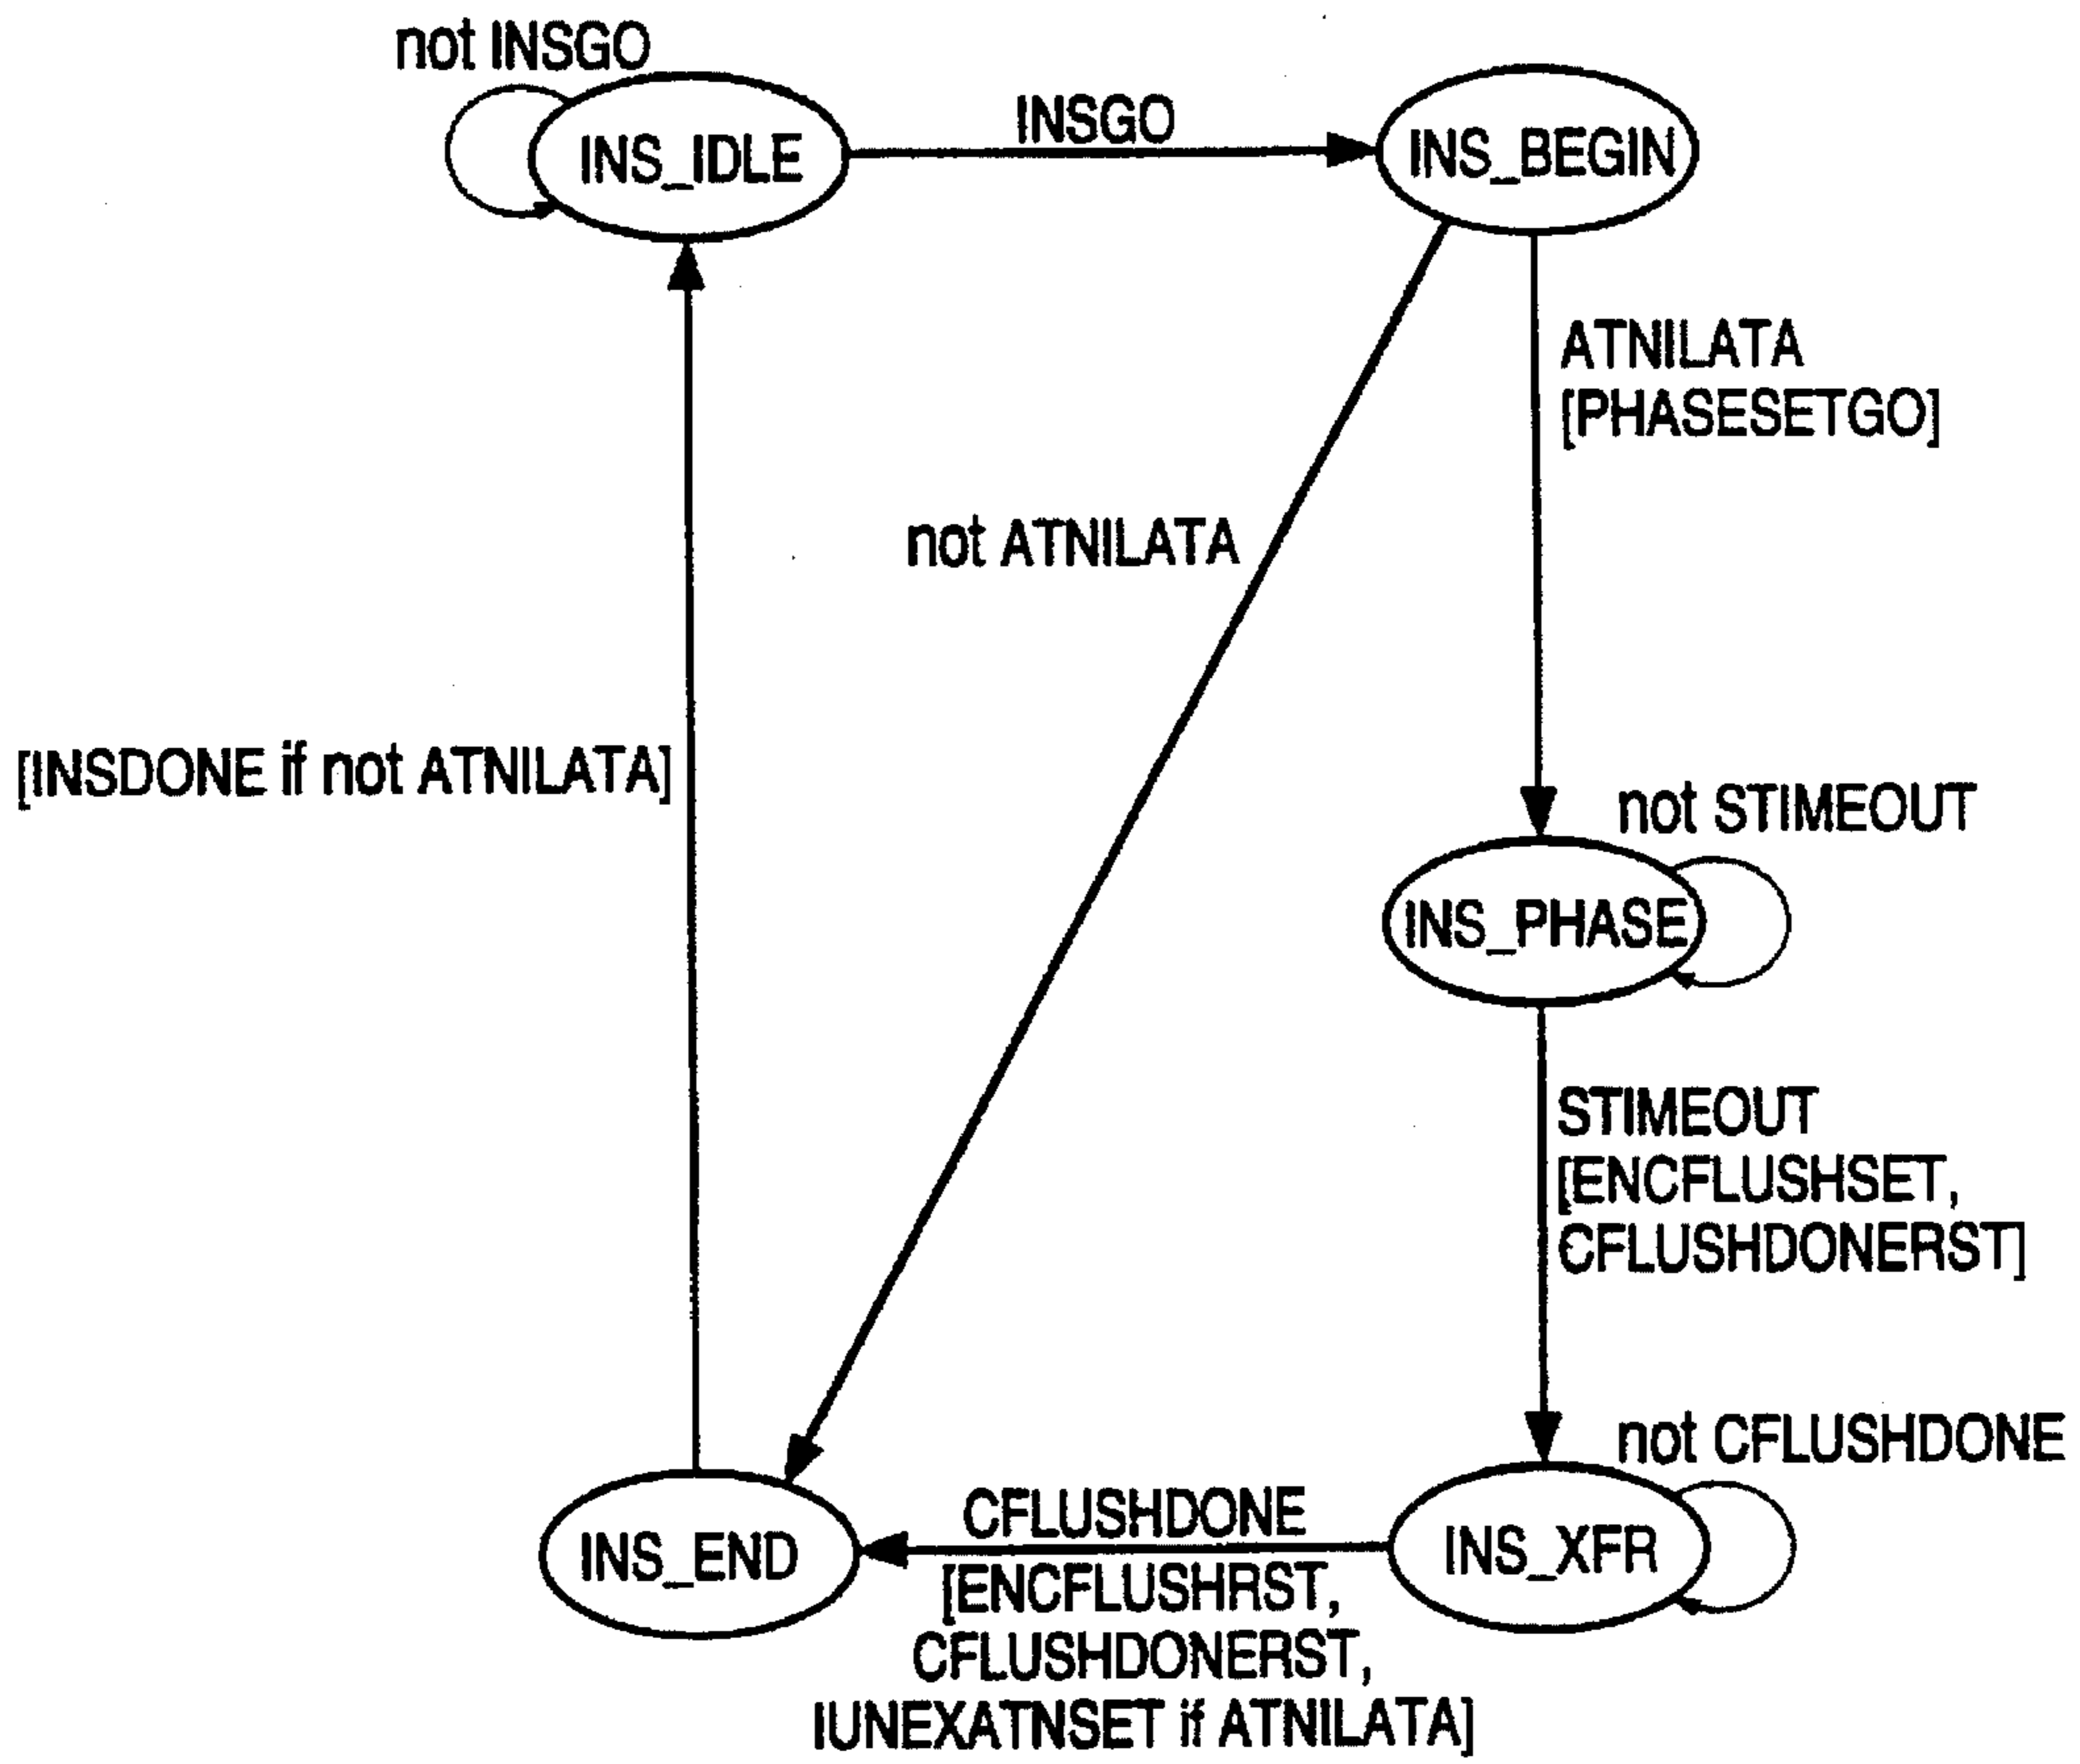 not INSGO
INS_IDLE
INSGO
INS_BEGIN
ATNILATA
[PHASESETGO]
not ATNILATA
[INSDONE if not ATNILATA]
not STIMEOUT
INS_PHASE
STIMEOUT
[ENCFLUSHSET,
CFLUSHDONERST]
not CFLUSHDONE
INS_XFR
CFLUSHDONE
[ENCFLUSHRST,
CFLUSHDONERST,
IUNEXATNSET if ATNILATA]
INS_END